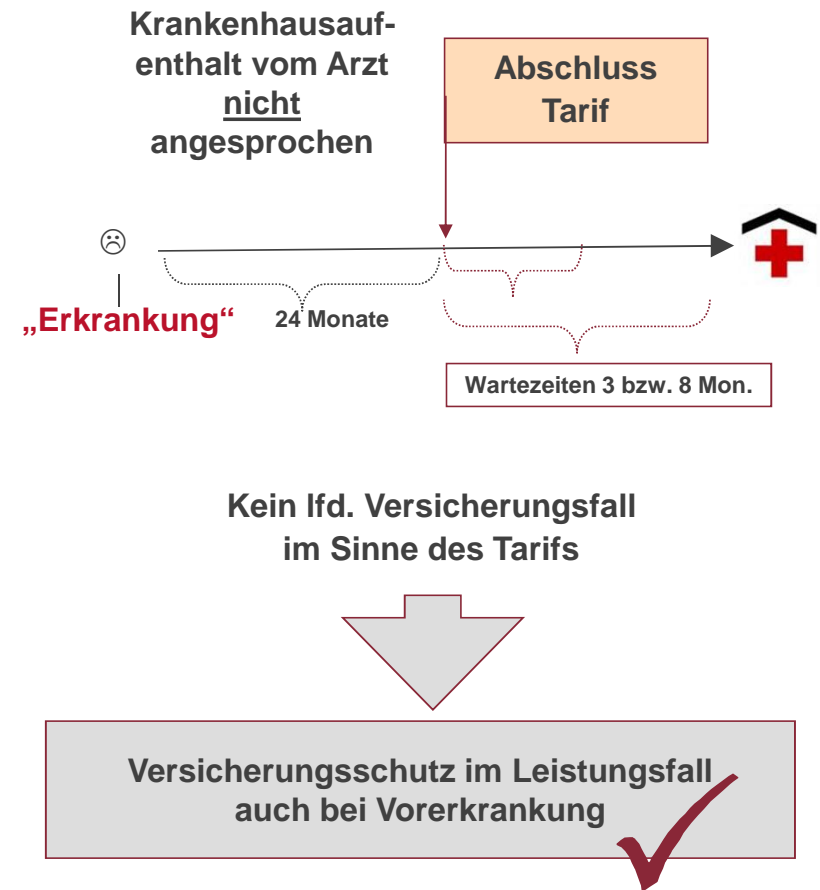 Krankenhausauf-
enthalt vom Arzt
nicht
angesprochen
Abschluss
Tarif
„Erkrankung“
24 Monate
Wartezeiten 3 bzw. 8 Mon.
Kein lfd. Versicherungsfall
im Sinne des Tarifs
Versicherungsschutz im Leistungsfall
auch bei Vorerkrankung